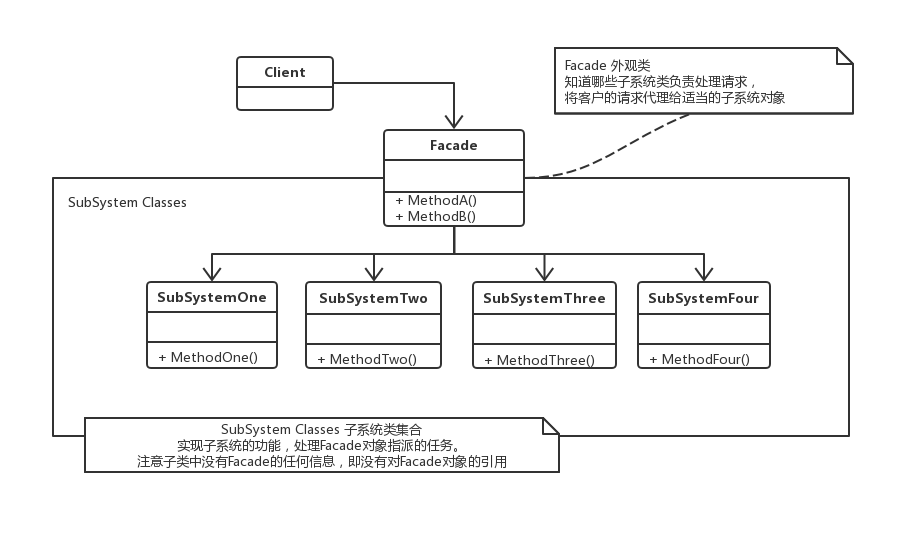 Client
Facade 外观类
知道哪些子系统类负责处理请求，
将客户的请求代理给适当的子系统对象
Facade
+ MethodA()
+ MethodB()
SubSystem Classes
SubSystemOne
+ MethodOne()
SubSystemTwo
+ MethodTwo()
SubSystemThree
+ MethodThree()
SubSystemFour
+ MethodFour()
SubSystem Classes 子系统类集合
实现子系统的功能，处理Facade对象指派的任务。
注意子类中没有Facade的任何信息，即没有对Facade对象的引用